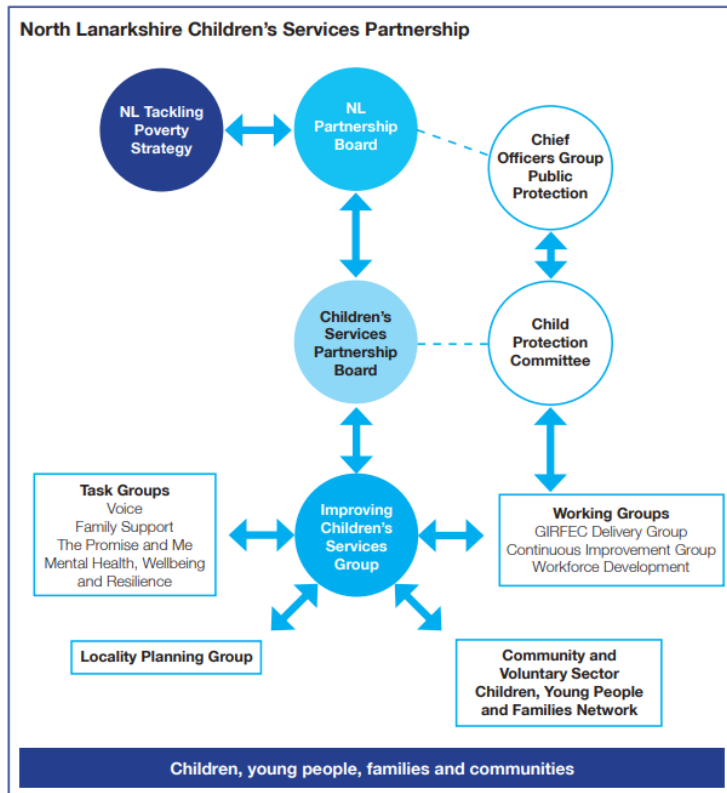 North Lanarkshire Children's Services Partnership
NL Tackling
Poverty
Strategy
NL
Partnership
Board
Chief
Officers Group
Public
Protection
Children's
Services
Partnership
Board
Child
Protection
Committee
Task Groups
Voice
Family Support
The Promise and Me
Mental Health, Wellbeing
and Resilience
Improving
Children's
Services
Group
Working Groups
GIRFEC Delivery Group
Continuous Improvement Group
Workforce Development
Locality Planning Group
Community and
Voluntary Sector
Children, Young People
and Families Network
Children, young people, families and communities